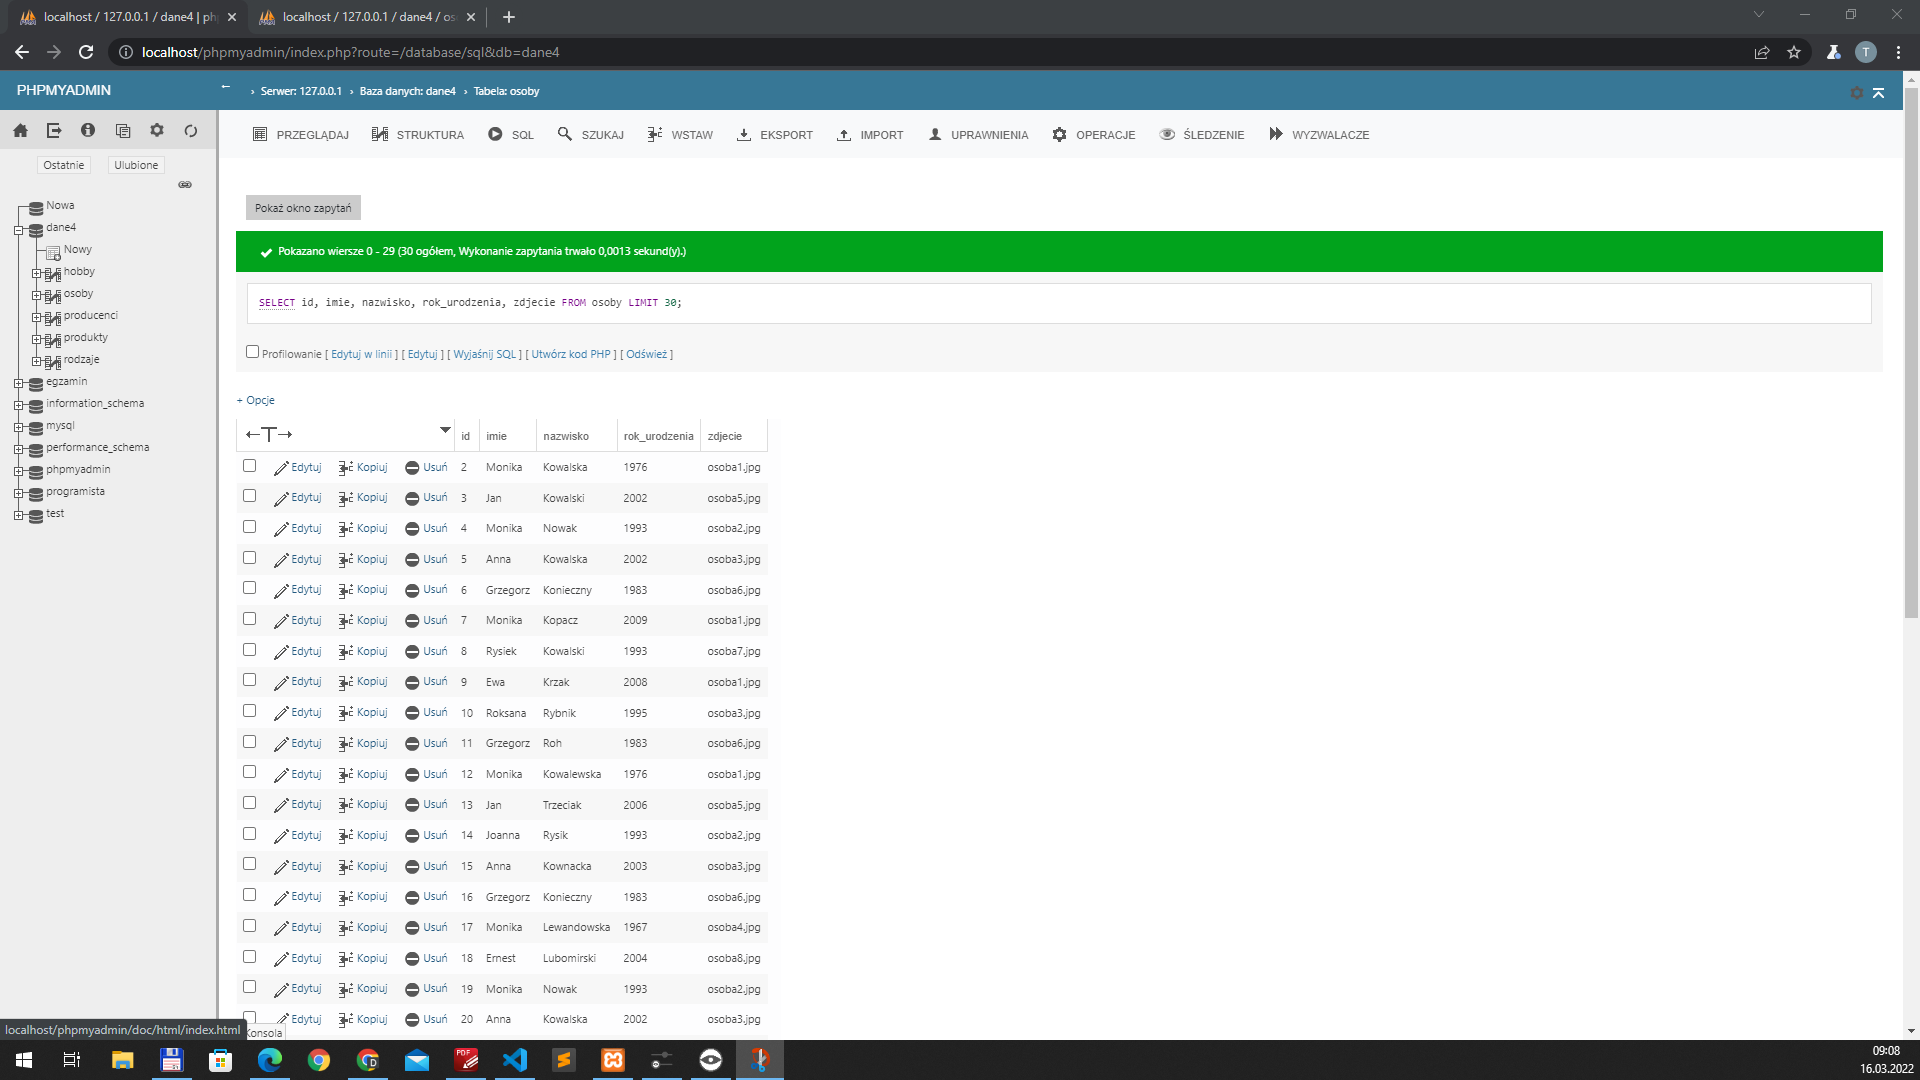 localhost / 127.0.0.1 / dane4 | ph
localhost / 127.0.0.1 / dane4 / os
localhost/phpmyadmin/index.php?route=/database/sql&db=dane4
T
PHPMYADMIN
Serwer: 127.0.0.1 › Baza danych: dane4 › Tabela: osoby
PRZEGLĄDAJ STRUKTURA SQL SZUKAJ WSTAW EKSPORT IMPORT UPRAWNIENIA OPERACJE ŚLEDZENIE WYZWALACZE
Ostatnie Ulubione
Nowa
dane4
Nowy
hobby
osoby
producenci
produkty
rodzaje
egzamin
information_schema
mysql
performance_schema
phpmyadmin
programista
test
Pokaż okno zapytań
Pokazano wiersze 0 - 29 (30 ogółem, Wykonanie zapytania trwało 0,0013 sekund(y).)
SELECT id, imie, nazwisko, rok_urodzenia, zdjecie FROM osoby LIMIT 30;
Profilowanie [ Edytuj w linii ] [ Edytuj ] [ Wyjaśnij SQL ] [ Utwórz kod PHP ] [ Odśwież ]
+ Opcje
id imie nazwisko rok_urodzenia zdjecie
Edytuj Kopiuj Usuń 2 Monika Kowalska 1976 osoba1.jpg
Edytuj Kopiuj Usuń 3 Jan Kowalski 2002 osoba5.jpg
Edytuj Kopiuj Usuń 4 Monika Nowak 1993 osoba2.jpg
Edytuj Kopiuj Usuń 5 Anna Kowalska 2002 osoba3.jpg
Edytuj Kopiuj Usuń 6 Grzegorz Konieczny 1983 osoba6.jpg
Edytuj Kopiuj Usuń 7 Monika Kopacz 2009 osoba1.jpg
Edytuj Kopiuj Usuń 8 Rysiek Kowalski 1993 osoba7.jpg
Edytuj Kopiuj Usuń 9 Ewa Krzak 2008 osoba1.jpg
Edytuj Kopiuj Usuń 10 Roksana Rybnik 1995 osoba3.jpg
Edytuj Kopiuj Usuń 11 Grzegorz Roh 1983 osoba6.jpg
Edytuj Kopiuj Usuń 12 Monika Kowalewska 1976 osoba1.jpg
Edytuj Kopiuj Usuń 13 Jan Trzeciak 2006 osoba5.jpg
Edytuj Kopiuj Usuń 14 Joanna Rysik 1993 osoba2.jpg
Edytuj Kopiuj Usuń 15 Anna Kownacka 2003 osoba3.jpg
Edytuj Kopiuj Usuń 16 Grzegorz Konieczny 1983 osoba6.jpg
Edytuj Kopiuj Usuń 17 Monika Lewandowska 1967 osoba4.jpg
Edytuj Kopiuj Usuń 18 Ernest Lubomirski 2004 osoba8.jpg
Edytuj Kopiuj Usuń 19 Monika Nowak 1993 osoba2.jpg
Edytuj Kopiuj Usuń 20 Anna Kowalska 2002 osoba3.jpg
localhost/phpmyadmin/doc/html/index.html
Konsola
PDF
D
09:08
16.03.2022